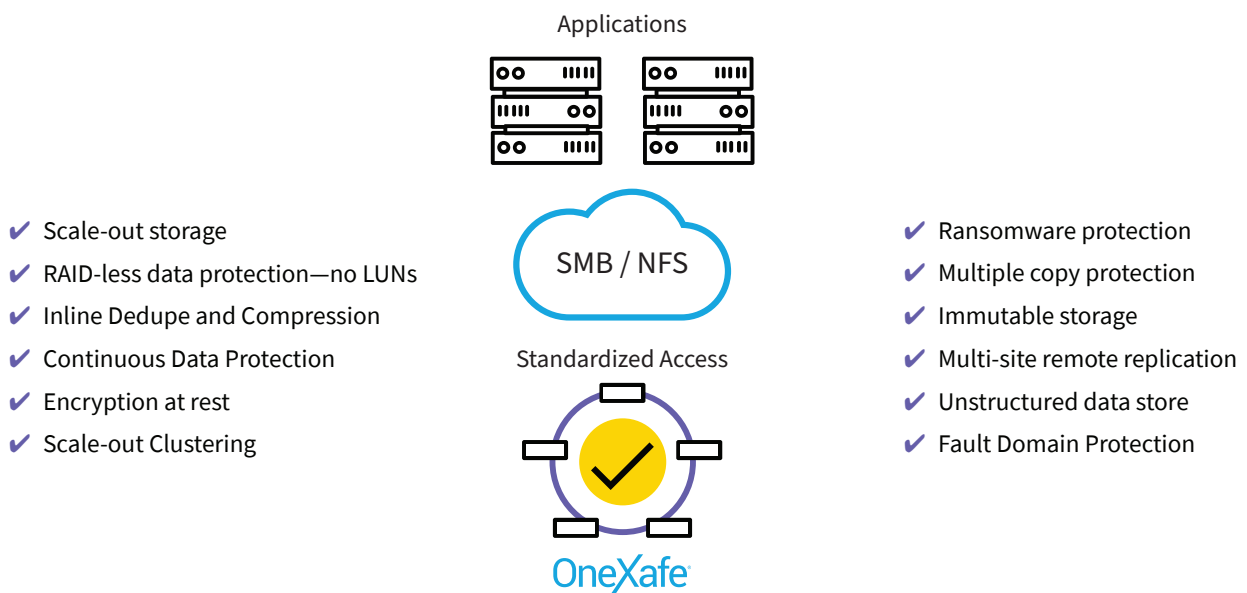 Applications
✔ Scale-out storage
✔ RAID-less data protection—no LUNs
✔ Inline Dedupe and Compression
✔ Continuous Data Protection
✔ Encryption at rest
✔ Scale-out Clustering
SMB / NFS
Standardized Access
OneXafe
✔ Ransomware protection
✔ Multiple copy protection
✔ Immutable storage
✔ Multi-site remote replication
✔ Unstructured data store
✔ Fault Domain Protection